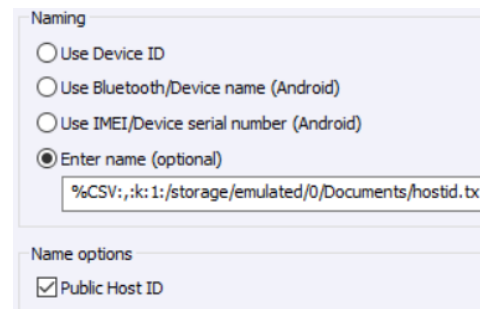 Naming
Use Device ID
Use Bluetooth/Device name (Android)
Use IMEI/Device serial number (Android)
Enter name (optional)
%CSV:,:k:1:/storage/emulated/0/Documents/hostid.tx
Name options
Public Host ID